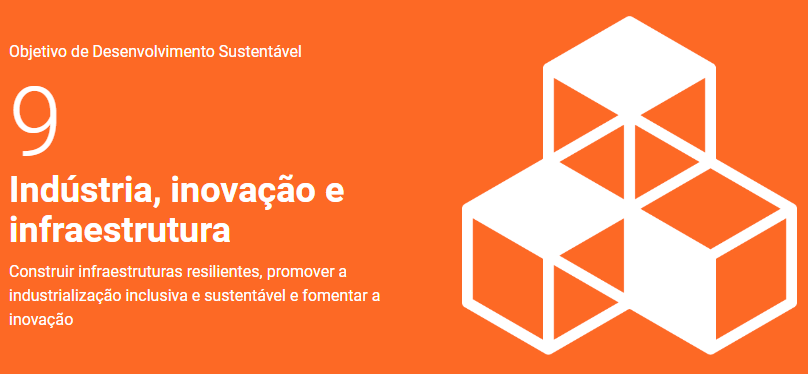 Objetivo de Desenvolvimento Sustentável
9
Indústria, inovação e
infraestrutura
Construir infraestruturas resilientes, promover a
industrialização inclusiva e sustentável e fomentar a
inovação